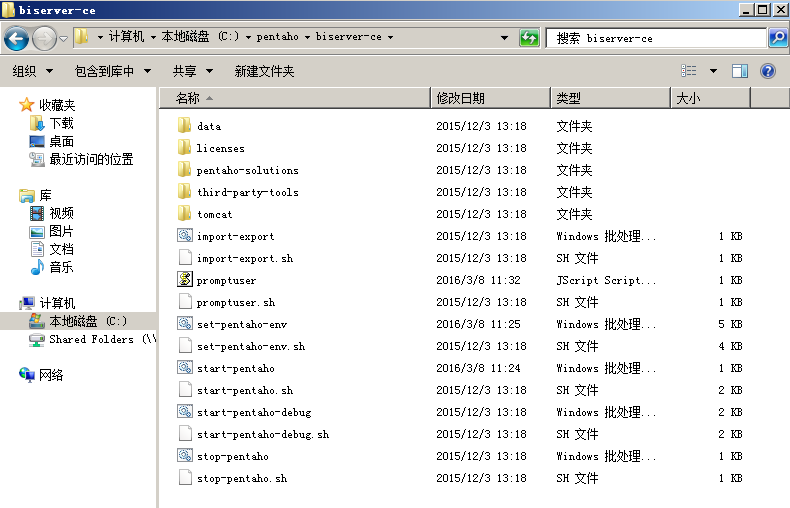 biserver-ce
计算机 本地磁盘 (C:) pentaho biserver-ce
搜索 biserver-ce
组织 包含到库中 共享 新建文件夹
收藏夹
下载
桌面
最近访问的位置
库
视频
图片
文档
音乐
计算机
本地磁盘 (C:)
Shared Folders (\\
网络
名称 修改日期 类型 大小
data 2015/12/3 13:18 文件夹
licenses 2015/12/3 13:18 文件夹
pentaho-solutions 2015/12/3 13:18 文件夹
third-party-tools 2015/12/3 13:18 文件夹
tomcat 2015/12/3 13:18 文件夹
import-export 2015/12/3 13:18 Windows 批处理... 1 KB
import-export.sh 2015/12/3 13:18 SH 文件 1 KB
promptuser 2016/3/8 11:32 JScript Script... 1 KB
promptuser.sh 2015/12/3 13:18 SH 文件 1 KB
set-pentaho-env 2016/3/8 11:25 Windows 批处理... 5 KB
set-pentaho-env.sh 2015/12/3 13:18 SH 文件 4 KB
start-pentaho 2016/3/8 11:24 Windows 批处理... 1 KB
start-pentaho.sh 2015/12/3 13:18 SH 文件 2 KB
start-pentaho-debug 2015/12/3 13:18 Windows 批处理... 2 KB
start-pentaho-debug.sh 2015/12/3 13:18 SH 文件 2 KB
stop-pentaho 2015/12/3 13:18 Windows 批处理... 1 KB
stop-pentaho.sh 2015/12/3 13:18 SH 文件 1 KB